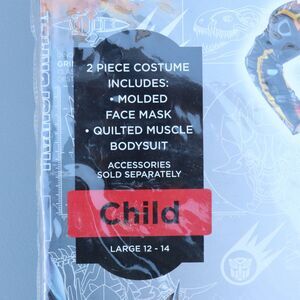 2 PIECE COSTUME
INCLUDES:
• MOLDED
FACE MASK
• QUILTED MUSCLE
BODYSUIT
ACCESSORIES
SOLD SEPARATELY
Child
LARGE 12 - 14